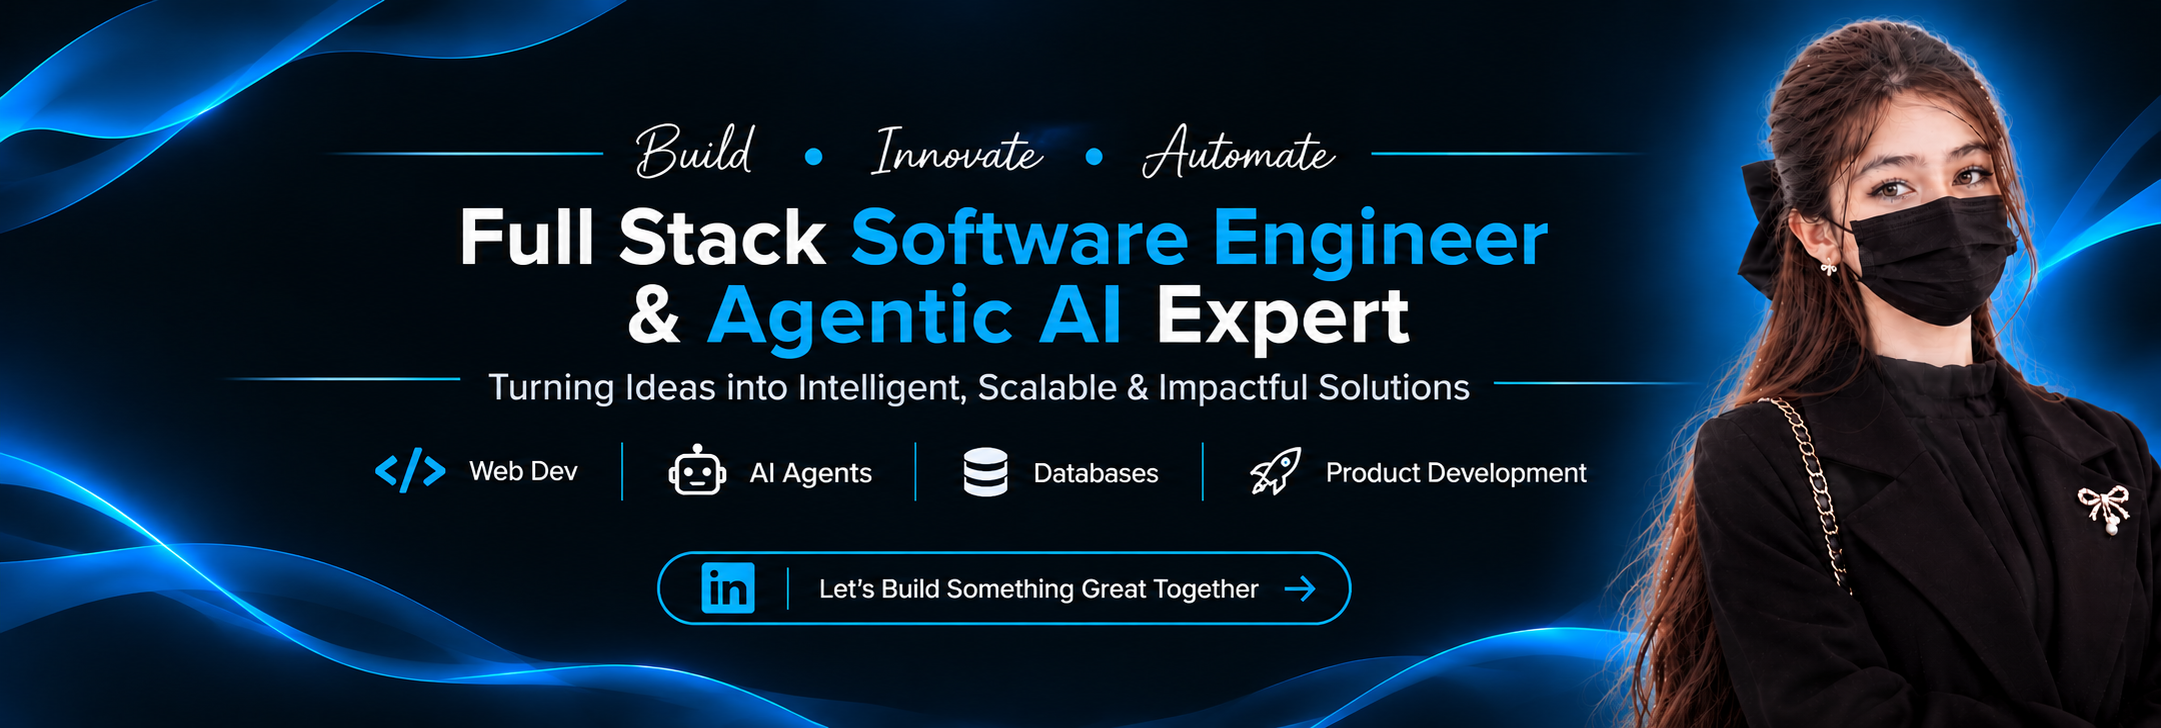 Build • Innovate • Automate
Full Stack Software Engineer
& Agentic AI Expert
Turning Ideas into Intelligent, Scalable & Impactful Solutions
</> Web Dev | AI Agents | Databases | Product Development
in | Let's Build Something Great Together →